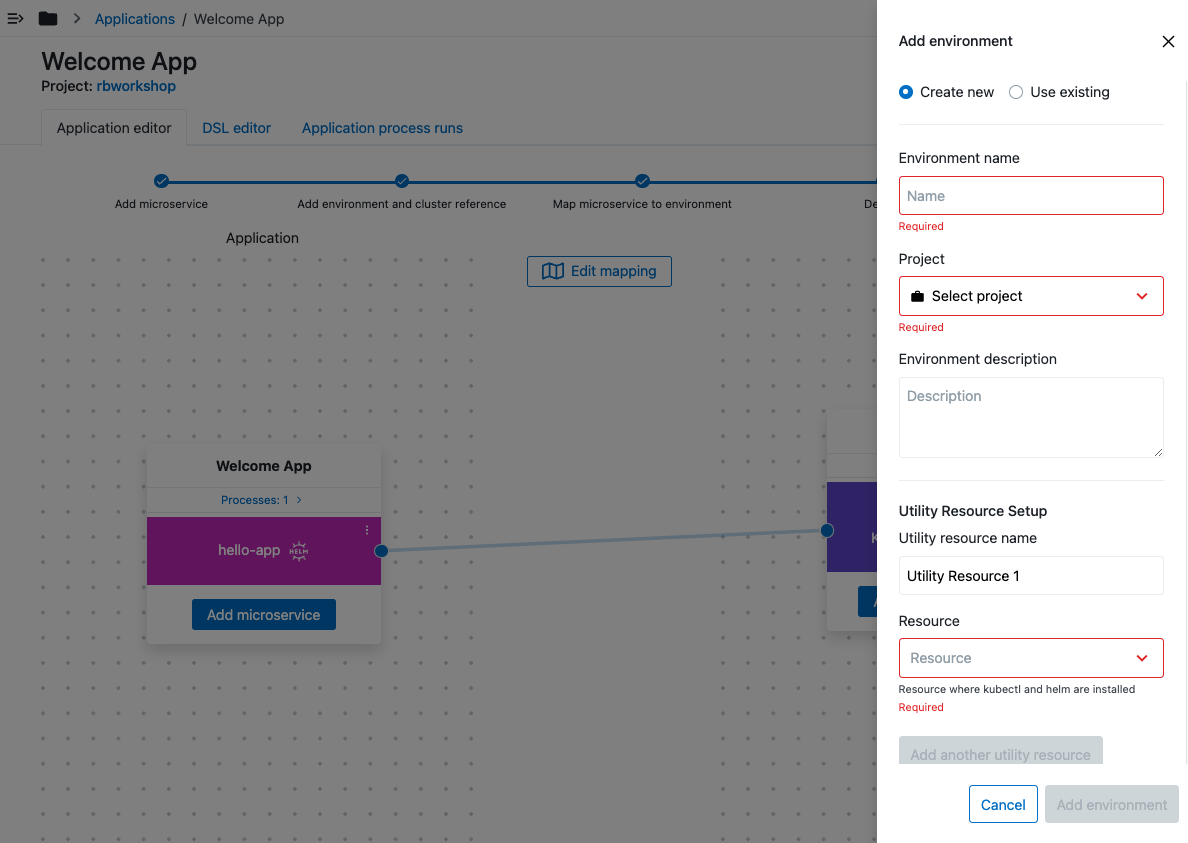 Applications / Welcome App
Welcome App
Project: rbworkshop
Application editor
DSL editor
Application process runs
Add microservice
Add environment and cluster reference
Map microservice to environment
De
Application
Edit mapping
Welcome App
Processes: 1
hello-app
HELM
Add microservice
K
A
Add environment
Create new
Use existing
Environment name
Name
Required
Project
Select project
Required
Environment description
Description
Utility Resource Setup
Utility resource name
Utility Resource 1
Resource
Resource
Resource where kubectl and helm are installed
Required
Add another utility resource
Cancel
Add environment